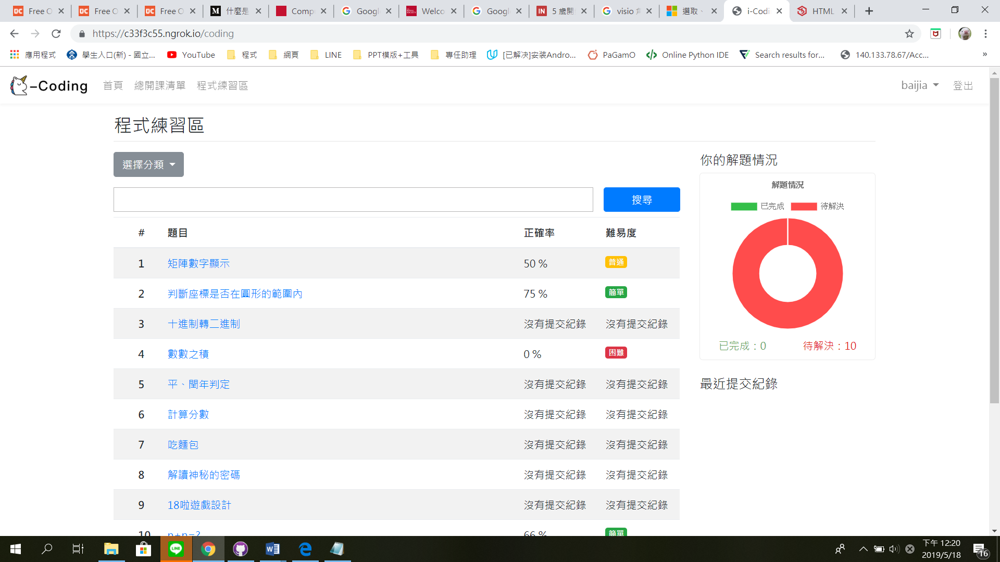 Free O
Free O
Free O
什麼是
Comp
Googl
Welco
Googl
5 歲開
visio
選取、
i-Codi
HTML
https://c33f3c55.ngrok.io/coding
應用程式
學生入口(新) - 國立...
YouTube
程式
網頁
LINE
PPT模版+工具
專任助理
[已解决]安装Andro...
PaGamO
Online Python IDE
Search results for...
140.133.78.67/Acc...
-Coding
首頁
總開課清單
程式練習區
baijia
登出
程式練習區
選擇分類
搜尋
# 題目 正確率 難易度
1 矩陣數字顯示 50 % 普通
2 判斷座標是否在圓形的範圍內 75 % 簡單
3 十進制轉二進制 沒有提交紀錄 沒有提交紀錄
4 數數之積 0 % 困難
5 平、閏年判定 沒有提交紀錄 沒有提交紀錄
6 計算分數 沒有提交紀錄 沒有提交紀錄
7 吃麵包 沒有提交紀錄 沒有提交紀錄
8 解讀神秘的密碼 沒有提交紀錄 沒有提交紀錄
9 18啦遊戲設計 沒有提交紀錄 沒有提交紀錄
10 n+n=? 66 % 簡單
你的解題情況
解題情況
已完成 待解決
已完成：0 待解決：10
最近提交紀錄
下午 12:20
2019/5/18
16